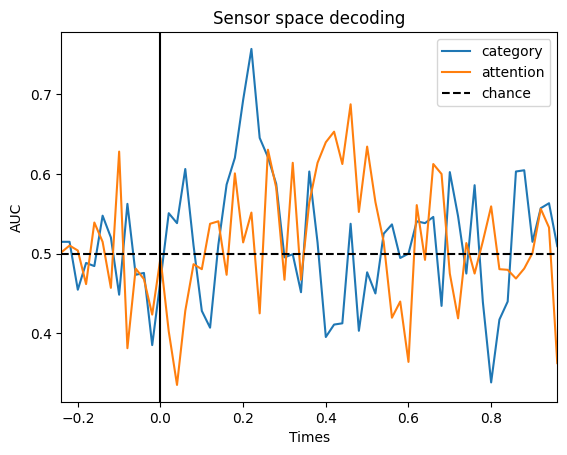 Sensor space decoding
category
attention
chance
AUC
0.7
0.6
0.5
0.4
−0.2
0.0
0.2
0.4
0.6
0.8
Times